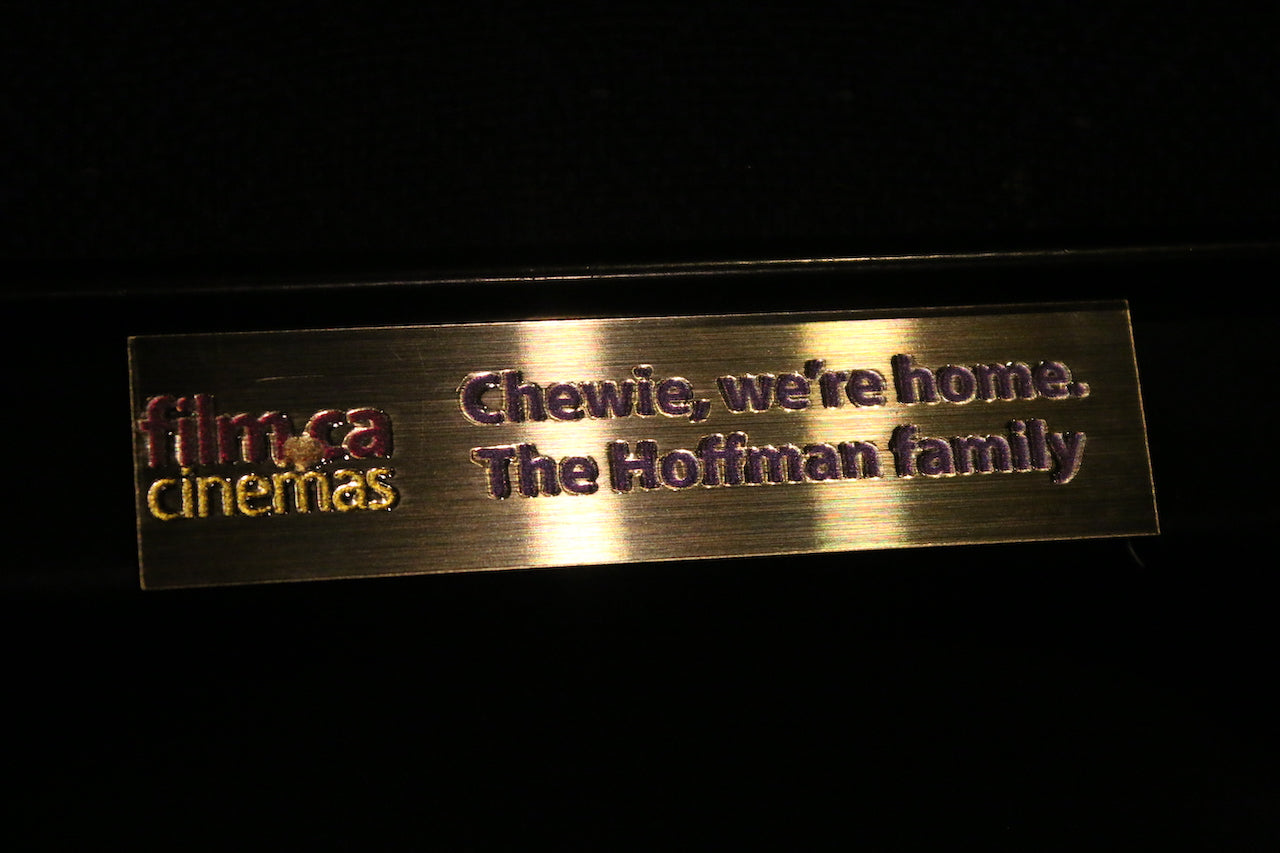 film.ca
cinemas
Chewie, we're home.
The Hoffman family